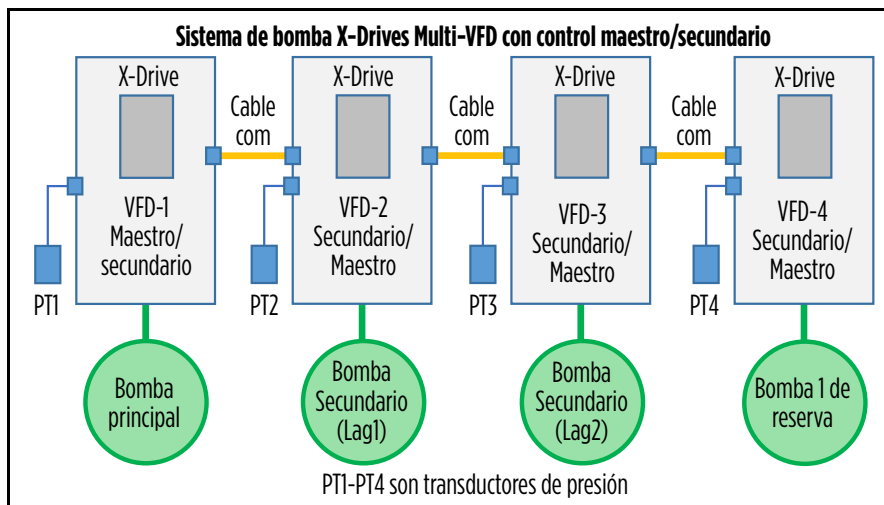 Sistema de bomba X-Drives Multi-VFD con control maestro/secundario
X-Drive
Cable
com
X-Drive
Cable
com
X-Drive
Cable
com
X-Drive
VFD-1
Maestro/
secundario
VFD-2
Secundario/
Maestro
VFD-3
Secundario/
Maestro
VFD-4
Secundario/
Maestro
PT1
PT2
PT3
PT4
Bomba
principal
Bomba
Secundario
(Lag1)
Bomba
Secundario
(Lag2)
Bomba 1 de
reserva
PT1-PT4 son transductores de presión